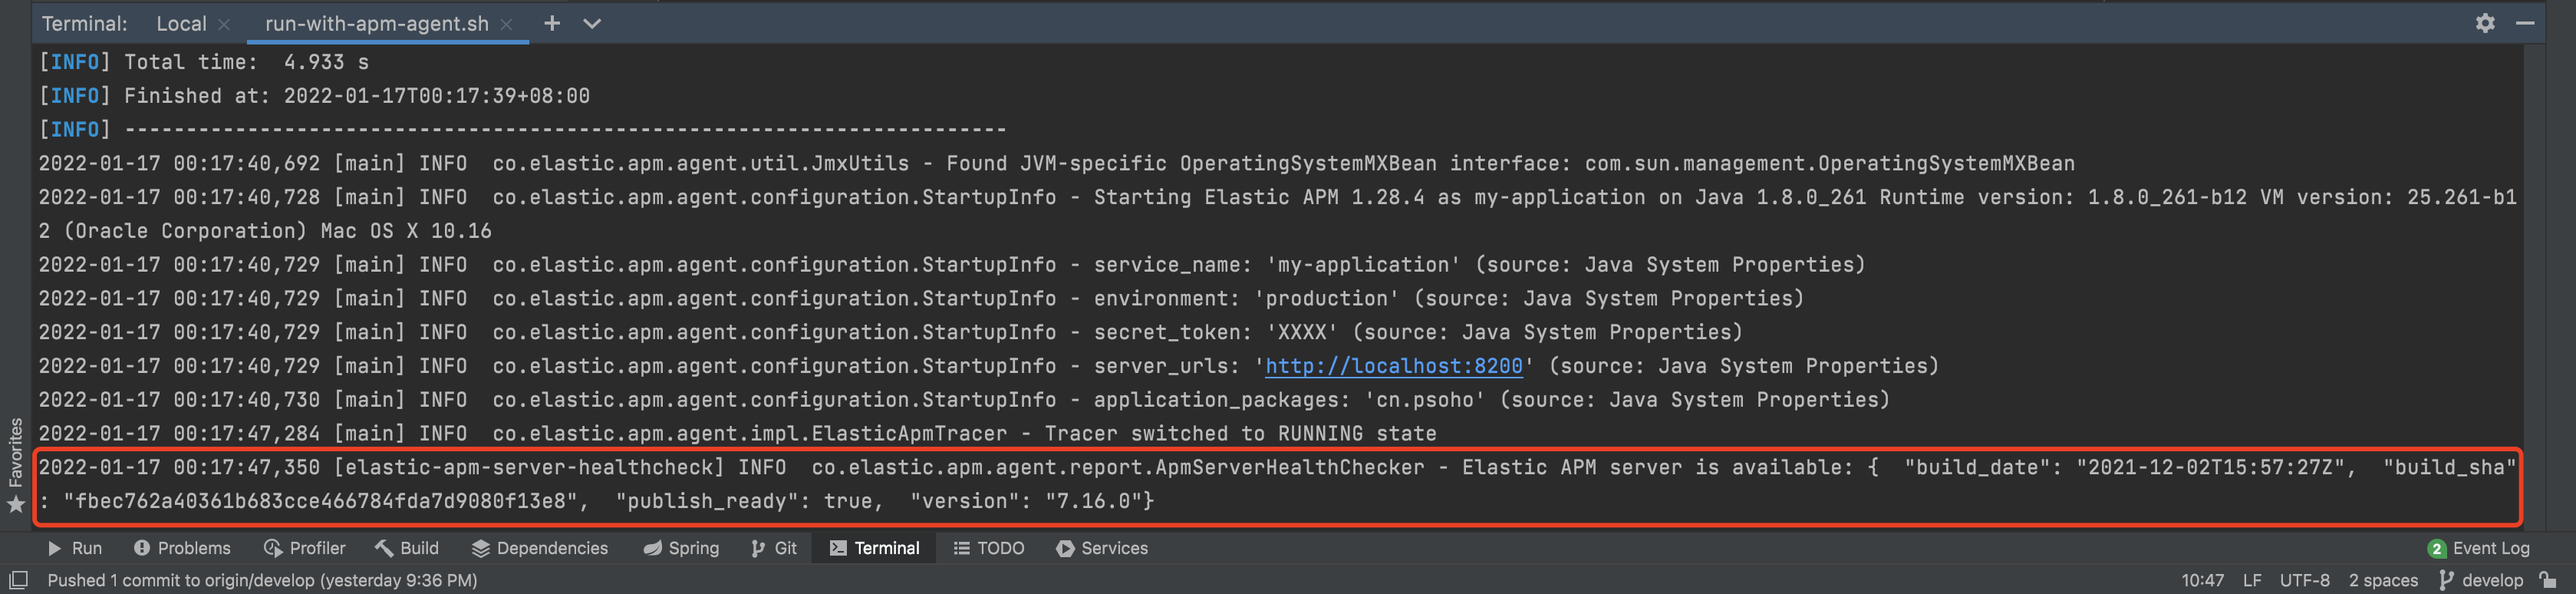 Terminal: Local run-with-apm-agent.sh
[INFO] Total time:  4.933 s
[INFO] Finished at: 2022-01-17T00:17:39+08:00
[INFO] ------------------------------------------------------------------------
2022-01-17 00:17:40,692 [main] INFO  co.elastic.apm.agent.util.JmxUtils - Found JVM-specific OperatingSystemMXBean interface: com.sun.management.OperatingSystemMXBean
2022-01-17 00:17:40,728 [main] INFO  co.elastic.apm.agent.configuration.StartupInfo - Starting Elastic APM 1.28.4 as my-application on Java 1.8.0_261 Runtime version: 1.8.0_261-b12 VM version: 25.261-b1
2 (Oracle Corporation) Mac OS X 10.16
2022-01-17 00:17:40,729 [main] INFO  co.elastic.apm.agent.configuration.StartupInfo - service_name: 'my-application' (source: Java System Properties)
2022-01-17 00:17:40,729 [main] INFO  co.elastic.apm.agent.configuration.StartupInfo - environment: 'production' (source: Java System Properties)
2022-01-17 00:17:40,729 [main] INFO  co.elastic.apm.agent.configuration.StartupInfo - secret_token: 'XXXX' (source: Java System Properties)
2022-01-17 00:17:40,729 [main] INFO  co.elastic.apm.agent.configuration.StartupInfo - server_urls: 'http://localhost:8200' (source: Java System Properties)
2022-01-17 00:17:40,730 [main] INFO  co.elastic.apm.agent.configuration.StartupInfo - application_packages: 'cn.psoho' (source: Java System Properties)
2022-01-17 00:17:47,284 [main] INFO  co.elastic.apm.agent.impl.ElasticApmTracer - Tracer switched to RUNNING state
2022-01-17 00:17:47,350 [elastic-apm-server-healthcheck] INFO  co.elastic.apm.agent.report.ApmServerHealthChecker - Elastic APM server is available: {  "build_date": "2021-12-02T15:57:27Z",  "build_sha"
: "fbec762a40361b683cce466784fda7d9080f13e8",  "publish_ready": true,  "version": "7.16.0"}
Favorites
Run Problems Profiler Build Dependencies Spring Git Terminal TODO Services 2 Event Log
Pushed 1 commit to origin/develop (yesterday 9:36 PM) 10:47 LF UTF-8 2 spaces develop